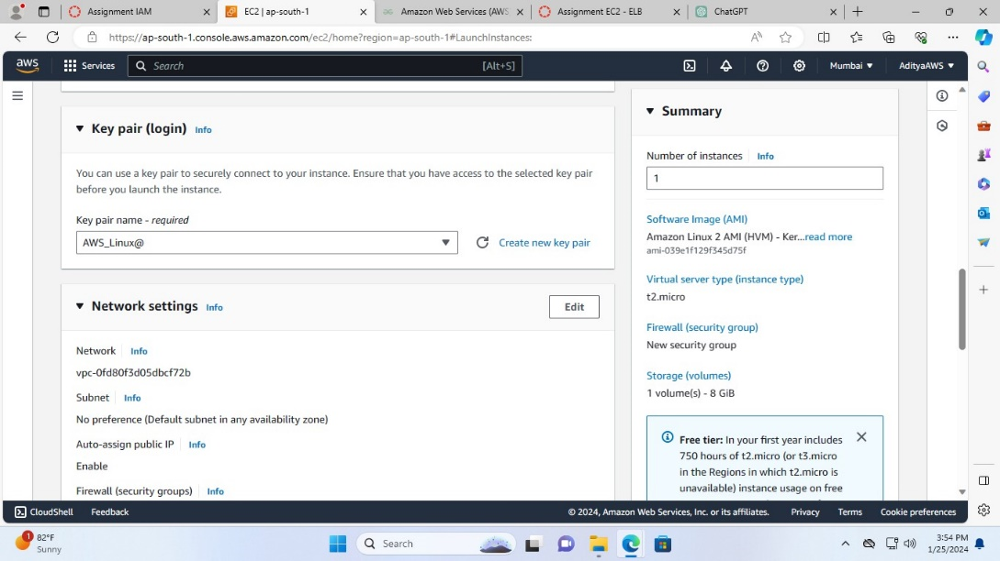 Assignment IAM
EC2 | ap-south-1
Amazon Web Services (AWS
Assignment EC2 - ELB
ChatGPT
https://ap-south-1.console.aws.amazon.com/ec2/home?region=ap-south-1#LaunchInstances:
aws
Services
Search
[Alt+S]
Mumbai
AdityaAWS
Key pair (login) Info
You can use a key pair to securely connect to your instance. Ensure that you have access to the selected key pair
before you launch the instance.
Key pair name - required
AWS_Linux@
Create new key pair
Network settings Info
Edit
Network Info
vpc-0fd80f3d05dbcf72b
Subnet Info
No preference (Default subnet in any availability zone)
Auto-assign public IP Info
Enable
Firewall (security groups) Info
Summary
Number of instances Info
1
Software Image (AMI)
Amazon Linux 2 AMI (HVM) - Ker...read more
ami-039e1f129f345d75f
Virtual server type (instance type)
t2.micro
Firewall (security group)
New security group
Storage (volumes)
1 volume(s) - 8 GiB
Free tier: In your first year includes
750 hours of t2.micro (or t3.micro
in the Regions in which t2.micro is
unavailable) instance usage on free
CloudShell
Feedback
© 2024, Amazon Web Services, Inc. or its affiliates.
Privacy
Terms
Cookie preferences
1
82°F
Sunny
Search
3:54 PM
1/25/2024